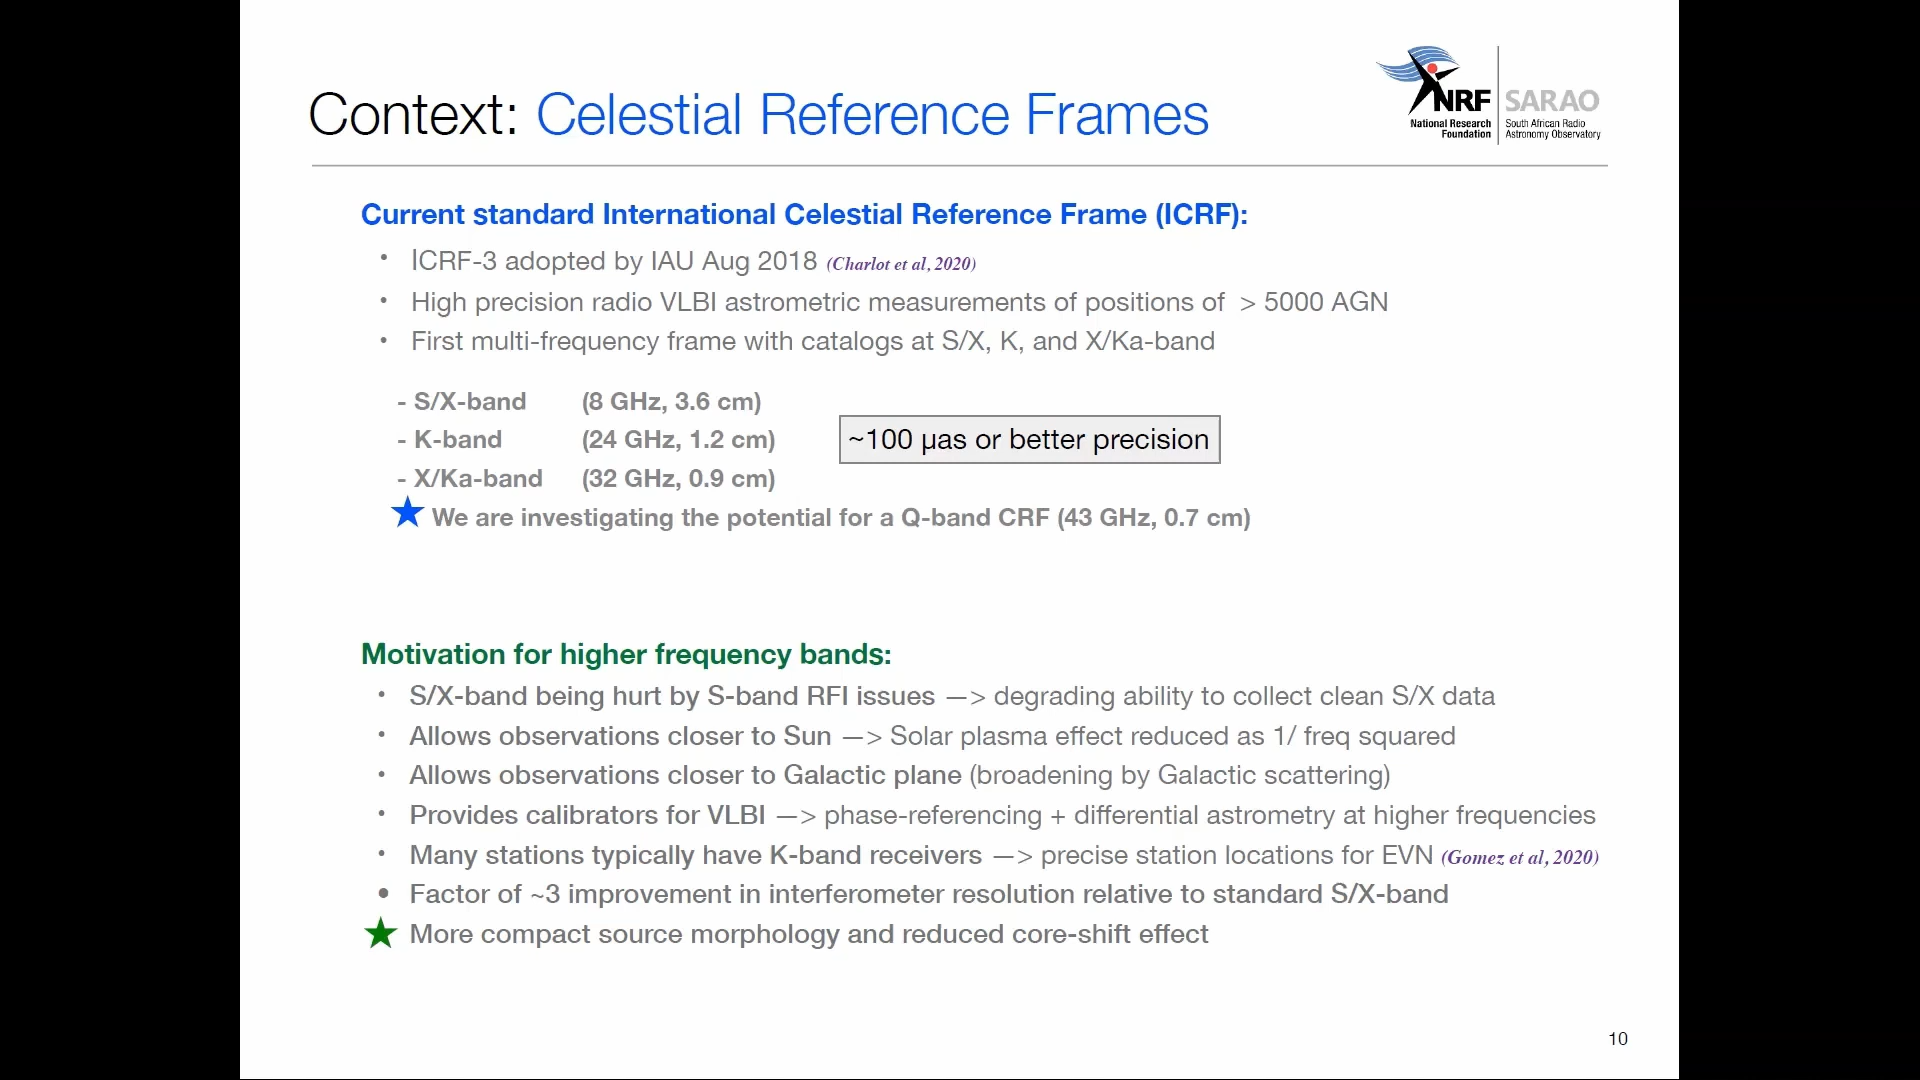 Context: Celestial Reference Frames
NRF
National Research
Foundation
SARAO
South African Radio
Astronomy Observatory
Current standard International Celestial Reference Frame (ICRF):
• ICRF-3 adopted by IAU Aug 2018 (Charlot et al, 2020)
• High precision radio VLBI astrometric measurements of positions of > 5000 AGN
• First multi-frequency frame with catalogs at S/X, K, and X/Ka-band
- S/X-band (8 GHz, 3.6 cm)
- K-band (24 GHz, 1.2 cm)
~100 µas or better precision
- X/Ka-band (32 GHz, 0.9 cm)
★ We are investigating the potential for a Q-band CRF (43 GHz, 0.7 cm)
Motivation for higher frequency bands:
• S/X-band being hurt by S-band RFI issues —> degrading ability to collect clean S/X data
• Allows observations closer to Sun —> Solar plasma effect reduced as 1/ freq squared
• Allows observations closer to Galactic plane (broadening by Galactic scattering)
• Provides calibrators for VLBI —> phase-referencing + differential astrometry at higher frequencies
• Many stations typically have K-band receivers —> precise station locations for EVN (Gomez et al, 2020)
• Factor of ~3 improvement in interferometer resolution relative to standard S/X-band
★ More compact source morphology and reduced core-shift effect
10